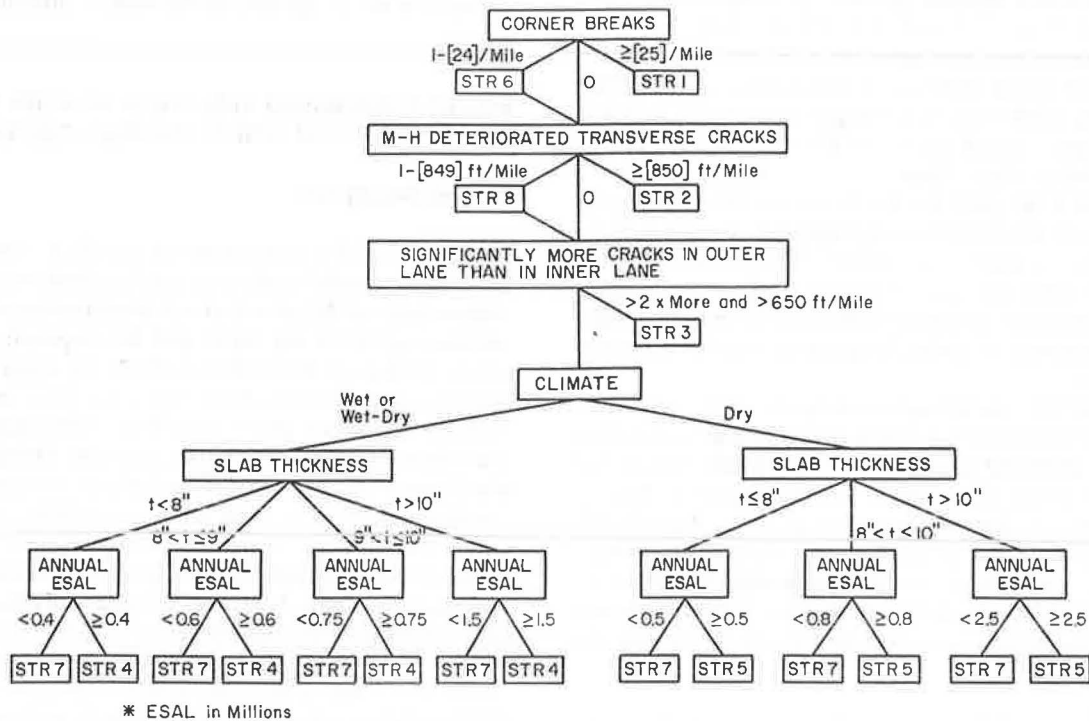 CORNER BREAKS
1-[24]/Mile
≥[25]/Mile
STR 6
O
STR 1
M-H DETERIORATED TRANSVERSE CRACKS
1-[849] ft/Mile
≥[850] ft/Mile
STR 8
O
STR 2
SIGNIFICANTLY MORE CRACKS IN OUTER
LANE THAN IN INNER LANE
>2 x More and >650 ft/Mile
STR 3
CLIMATE
Wet or
Wet-Dry
Dry
SLAB THICKNESS
SLAB THICKNESS
t<8"
8"<t≤9"
9"<t≤10"
t>10"
t≤8"
8"<t<10"
t>10"
ANNUAL
ESAL
ANNUAL
ESAL
ANNUAL
ESAL
ANNUAL
ESAL
ANNUAL
ESAL
ANNUAL
ESAL
ANNUAL
ESAL
<0.4
≥0.4
<0.6
≥0.6
<0.75
≥0.75
<1.5
≥1.5
<0.5
≥0.5
<0.8
≥0.8
<2.5
≥2.5
STR 7
STR 4
STR 7
STR 4
STR 7
STR 4
STR 7
STR 4
STR 7
STR 5
STR 7
STR 5
STR 7
STR 5
* ESAL in Millions